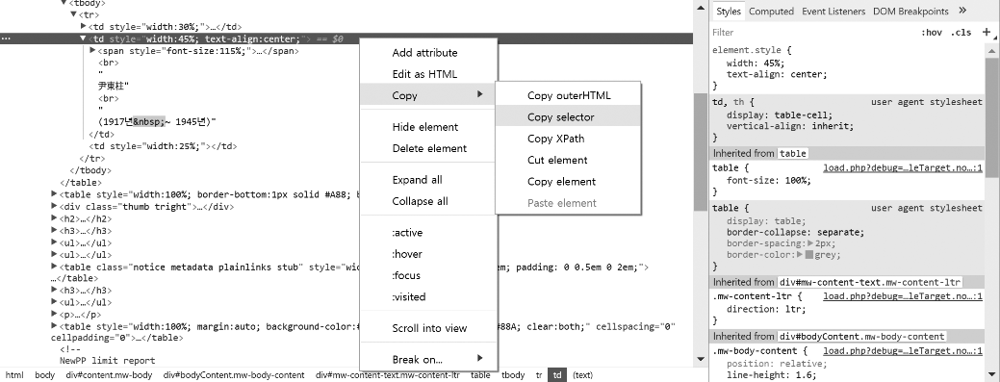 ▼<tbody>
▼<tr>
▶<td style="width:30%;">…</td>
… ▼<td style="width:45%; text-align:center;"> == $0
▶<span style="font-size:115%;">…</span>
<br>
"
尹東柱"
<br>
"
(1917년&nbsp;~ 1945년)"
</td>
<td style="width:25%;"></td>
</tr>
</tbody>
</table>
▶<table style="width:100%; border-bottom:1px solid #A88;
▶<div class="thumb tright">…</div>
▶<h2>…</h2>
▶<h3>…</h3>
▶<ul>…</ul>
▶<ul>…</ul>
▶<table class="notice metadata plainlinks stub" style="wi em; padding: 0 0.5em 0 2em;">
…</table>
▶<h3>…</h3>
▶<ul>…</ul>
▶<p>…</p>
▶<table style="width:100%; margin:auto; background-color:# 88A; clear:both;" cellspacing="0"
cellpadding="0">…</table>
<!--
NewPP limit report
html body div#content.mw-body div#bodyContent.mw-body-content div#mw-content-text.mw-content-ltr table tbody tr td (text)
Add attribute
Edit as HTML
Copy ▶
Hide element
Delete element
Expand all
Collapse all
:active
:hover
:focus
:visited
Scroll into view
Break on... ▶
Copy outerHTML
Copy selector
Copy XPath
Cut element
Copy element
Paste element
Styles Computed Event Listeners DOM Breakpoints »
Filter :hov .cls +
element.style {
width: 45%;
text-align: center;
}
td, th { user agent stylesheet
display: table-cell;
vertical-align: inherit;
}
Inherited from table
table { load.php?debug=…leTarget.no…:1
font-size: 100%;
}
table { user agent stylesheet
display: table;
border-collapse: separate;
border-spacing:▶2px;
border-color:▶grey;
}
Inherited from div#mw-content-text.mw-content-ltr
.mw-content-ltr { load.php?debug=…leTarget.no…:1
direction: ltr;
}
Inherited from div#bodyContent.mw-body-content
.mw-body-content { load.php?debug=…leTarget.no…:1
position: relative;
line-height: 1.6;